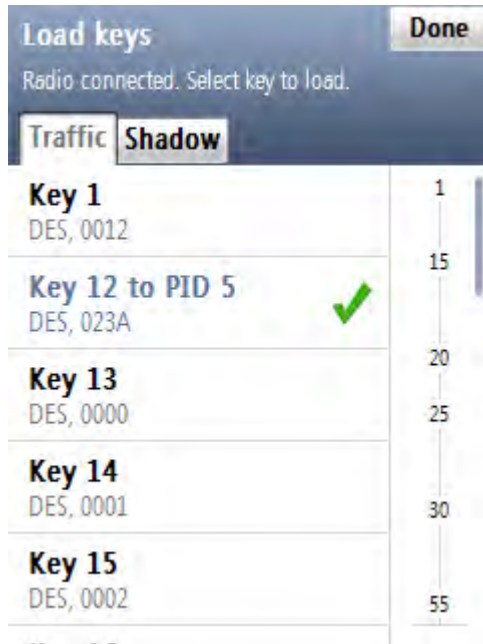 Load keys
Done
Radio connected. Select key to load.
Traffic
Shadow
Key 1
DES, 0012
Key 12 to PID 5
DES, 023A
Key 13
DES, 0000
Key 14
DES, 0001
Key 15
DES, 0002
1
15
20
25
30
55